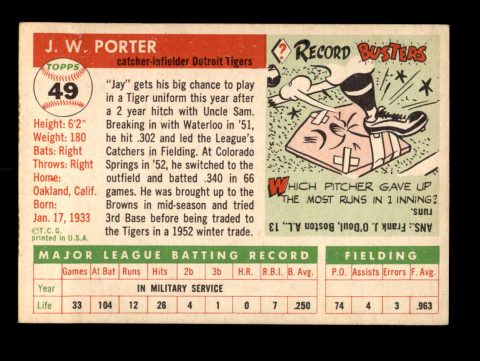 J. W. PORTER
catcher-infielder Detroit Tigers
TOPPS
49
Height: 6'2"
Weight: 180
Bats: Right
Throws: Right
Home:
Oakland, Calif.
Born:
Jan. 17, 1933
©T.C.G.
printed in U.S.A.
"Jay" gets his big chance to play
in a Tiger uniform this year after
a 2 year hitch with Uncle Sam.
Breaking in with Waterloo in '51,
he hit .302 and led the League's
Catchers in Fielding. At Colorado
Springs in '52, he switched to the
outfield and batted .340 in 66
games. He was brought up to the
Browns in mid-season and tried
3rd Base before being traded to
the Tigers in a 1952 winter trade.
? RECORD BUSTERS
WHICH PITCHER GAVE UP
THE MOST RUNS IN 1 INNING?
ANS.: Frank J. O'Doul Boston A.L., 13
runs.
MAJOR LEAGUE BATTING RECORD
Games At Bat Runs Hits 2b 3b H.R. R.B.I. B. Avg.
Year IN MILITARY SERVICE
Life 33 104 12 26 4 1 0 7 .250
FIELDING
P.O. Assists Errors F. Avg.
74 4 3 .963